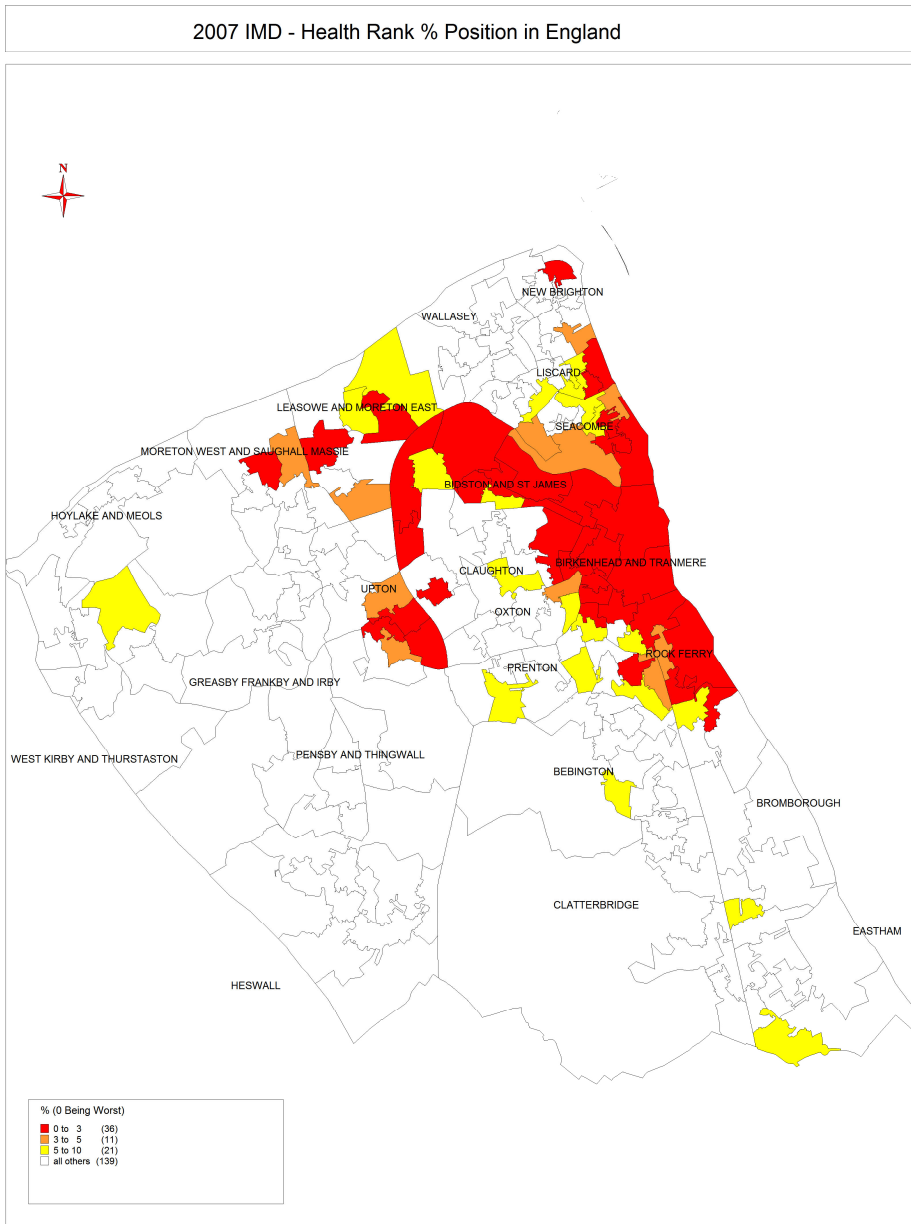 2007 IMD - Health Rank % Position in England
N
NEW BRIGHTON
WALLASEY
LISCARD
LEASOWE AND MORETON EAST
SEACOMBE
MORETON WEST AND SAUGHALL MASSIE
BIDSTON AND ST JAMES
HOYLAKE AND MEOLS
BIRKENHEAD AND TRANMERE
CLAUGHTON
UPTON
OXTON
ROCK FERRY
PRENTON
GREASBY FRANKBY AND IRBY
PENSBY AND THINGWALL
WEST KIRBY AND THURSTASTON
BEBINGTON
BROMBOROUGH
CLATTERBRIDGE
EASTHAM
HESWALL
% (0 Being Worst)
0 to 3 (36)
3 to 5 (11)
5 to 10 (21)
all others (139)